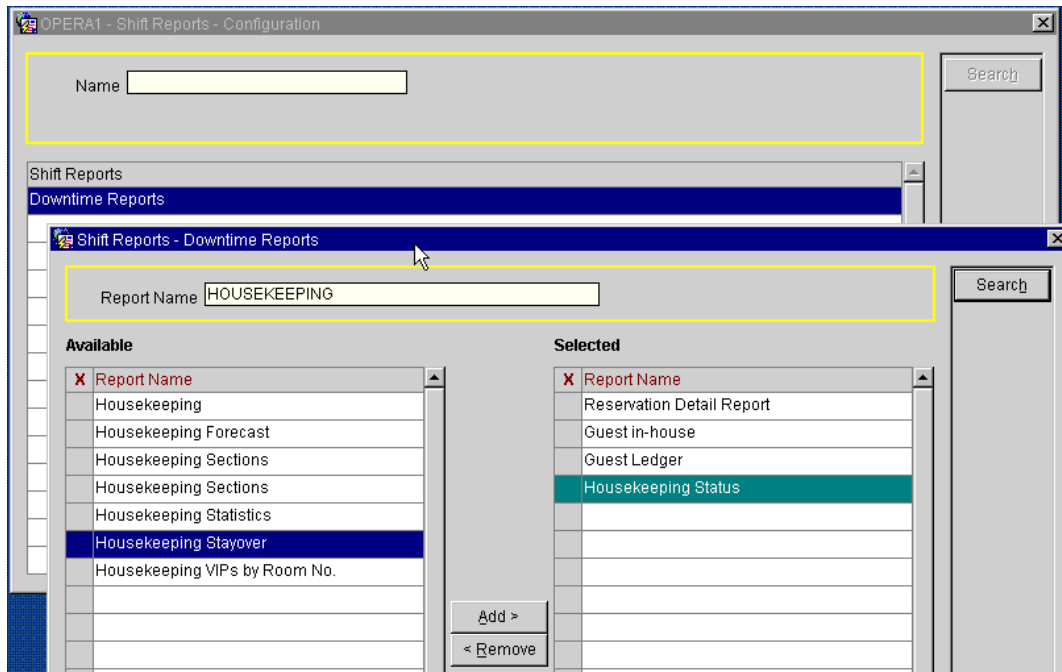 OPERA1 - Shift Reports - Configuration
Name
Search
Shift Reports
Downtime Reports
Shift Reports - Downtime Reports
Report Name HOUSEKEEPING
Search
Available
X Report Name
Housekeeping
Housekeeping Forecast
Housekeeping Sections
Housekeeping Sections
Housekeeping Statistics
Housekeeping Stayover
Housekeeping VIPs by Room No.
Add >
< Remove
Selected
X Report Name
Reservation Detail Report
Guest in-house
Guest Ledger
Housekeeping Status